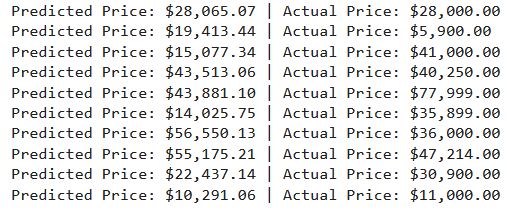 Predicted Price: $28,065.07 | Actual Price: $28,000.00
Predicted Price: $19,413.44 | Actual Price: $5,900.00
Predicted Price: $15,077.34 | Actual Price: $41,000.00
Predicted Price: $43,513.06 | Actual Price: $40,250.00
Predicted Price: $43,881.10 | Actual Price: $77,999.00
Predicted Price: $14,025.75 | Actual Price: $35,899.00
Predicted Price: $56,550.13 | Actual Price: $36,000.00
Predicted Price: $55,175.21 | Actual Price: $47,214.00
Predicted Price: $22,437.14 | Actual Price: $30,900.00
Predicted Price: $10,291.06 | Actual Price: $11,000.00